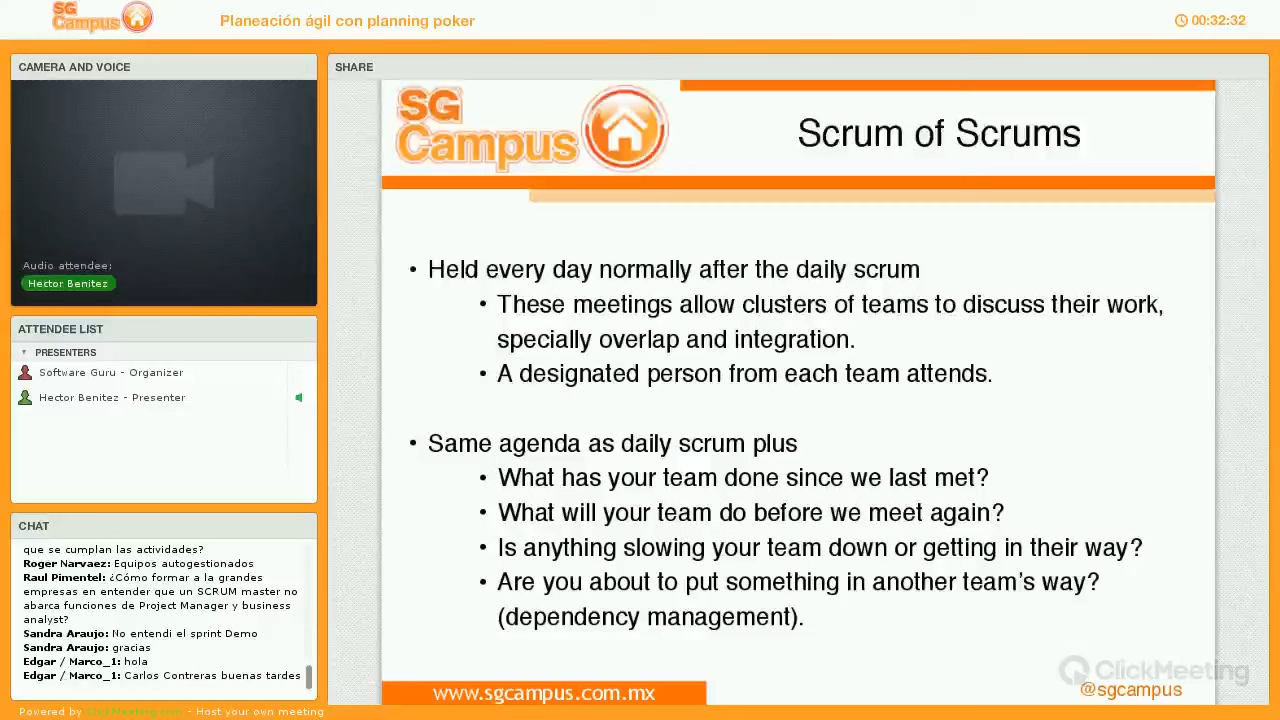 SG
Campus
Planeación ágil con planning poker
00:32:32
CAMERA AND VOICE
Audio attendee:
Hector Benitez
ATTENDEE LIST
PRESENTERS
Software Guru - Organizer
Hector Benitez - Presenter
CHAT
que se cumplan las actividades?
Roger Narvaez: Equipos autogestionados
Raul Pimentel: ¿Cómo formar a la grandes
empresas en entender que un SCRUM master no
abarca funciones de Project Manager y business
analyst?
Sandra Araujo: No entendi el sprint Demo
Sandra Araujo: gracias
Edgar / Marco_1: hola
Edgar / Marco_1: Carlos Contreras buenas tardes
Powered by ClickMeeting.com - Host your own meeting
SHARE
SG
Campus
Scrum of Scrums
• Held every day normally after the daily scrum
• These meetings allow clusters of teams to discuss their work,
specially overlap and integration.
• A designated person from each team attends.
• Same agenda as daily scrum plus
• What has your team done since we last met?
• What will your team do before we meet again?
• Is anything slowing your team down or getting in their way?
• Are you about to put something in another team's way?
(dependency management).
www.sgcampus.com.mx
ClickMeeting
@sgcampus